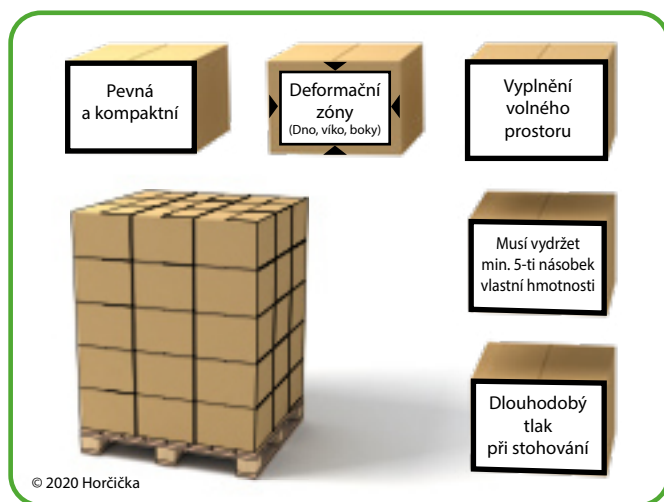 Pevná
a kompaktní
Deformační
zóny
(Dno, víko, boky)
Vyplnění
volného
prostoru
Musí vydržet
min. 5-ti násobek
vlastní hmotnosti
Dlouhodobý
tlak
při stohování
© 2020 Horčička